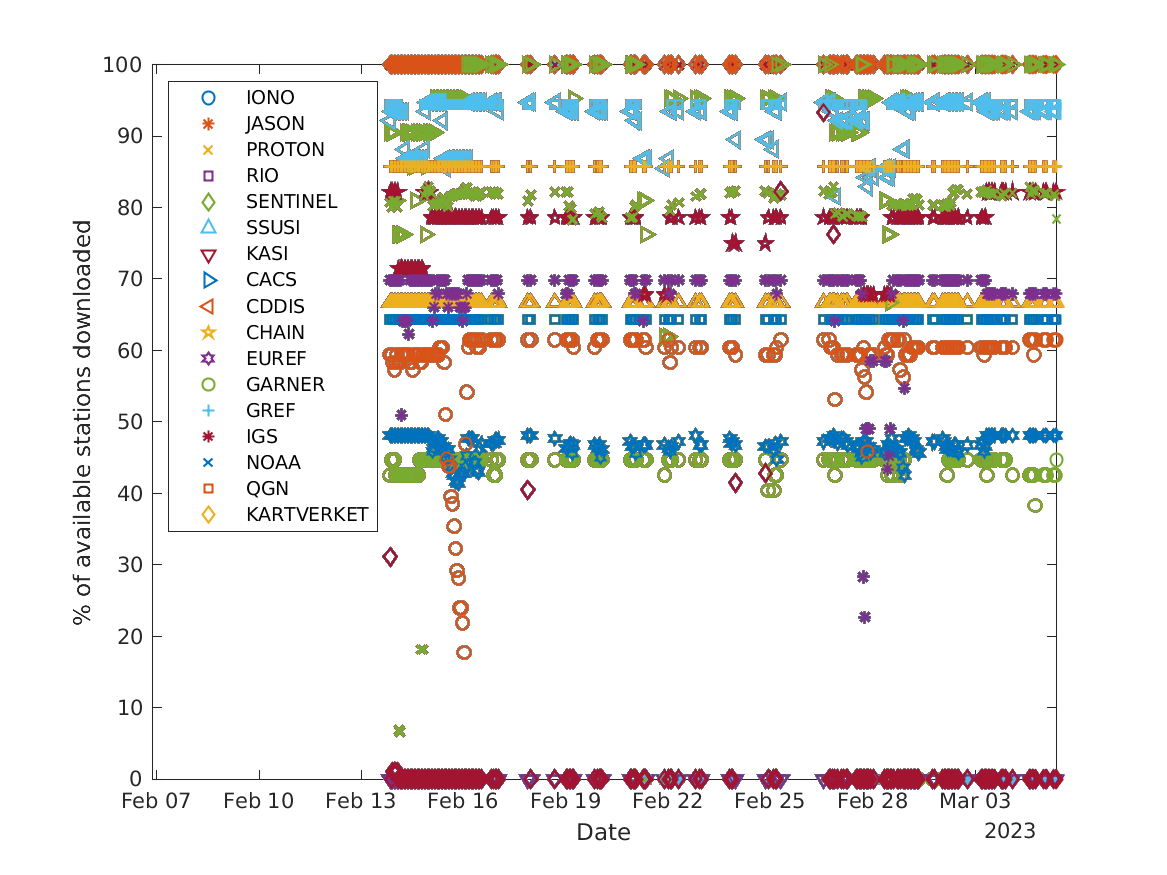 100
90
80
70
60
50
40
30
20
10
0
% of available stations downloaded
IONO
JASON
PROTON
RIO
SENTINEL
SSUSI
KASI
CACS
CDDIS
CHAIN
EUREF
GARNER
GREF
IGS
NOAA
QGN
KARTVERKET
Feb 07 Feb 10 Feb 13 Feb 16 Feb 19 Feb 22 Feb 25 Feb 28 Mar 03
Date
2023